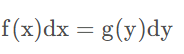 f(x)dx = g(y)dy